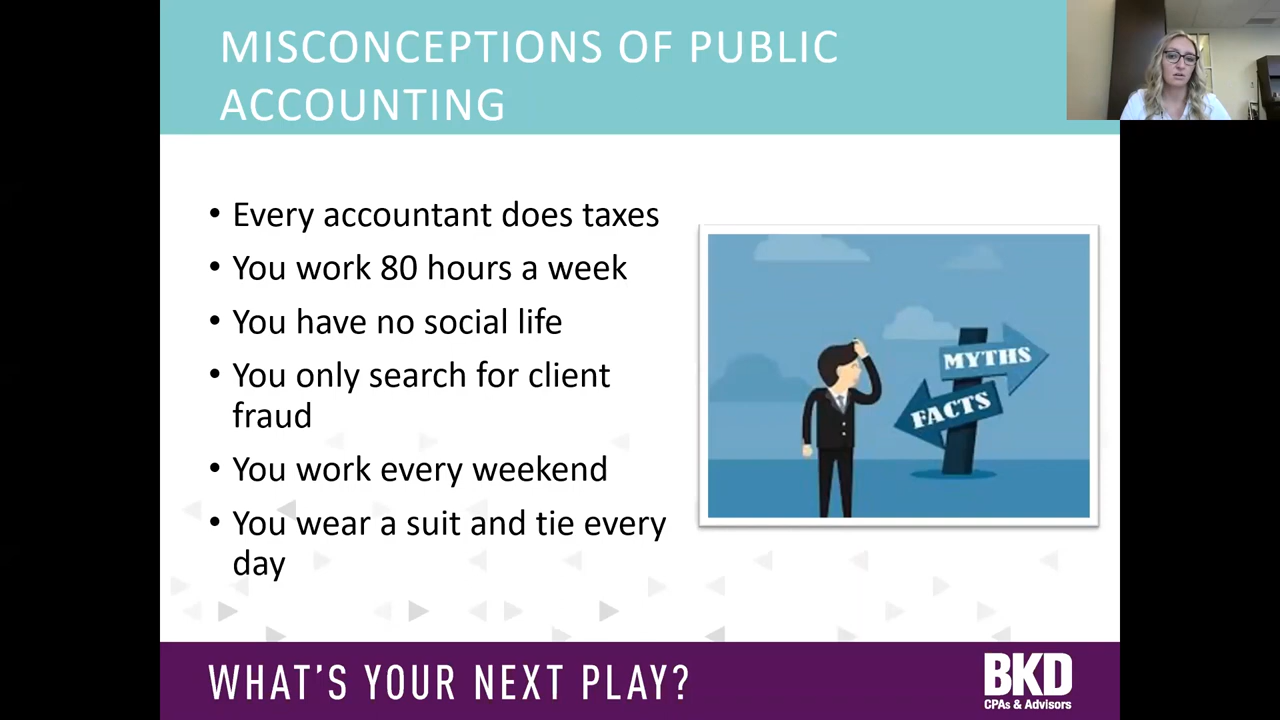 MISCONCEPTIONS OF PUBLIC
ACCOUNTING
• Every accountant does taxes
• You work 80 hours a week
• You have no social life
• You only search for client
fraud
• You work every weekend
• You wear a suit and tie every
day
MYTHS
FACTS
WHAT'S YOUR NEXT PLAY?
BKD
CPAs & Advisors